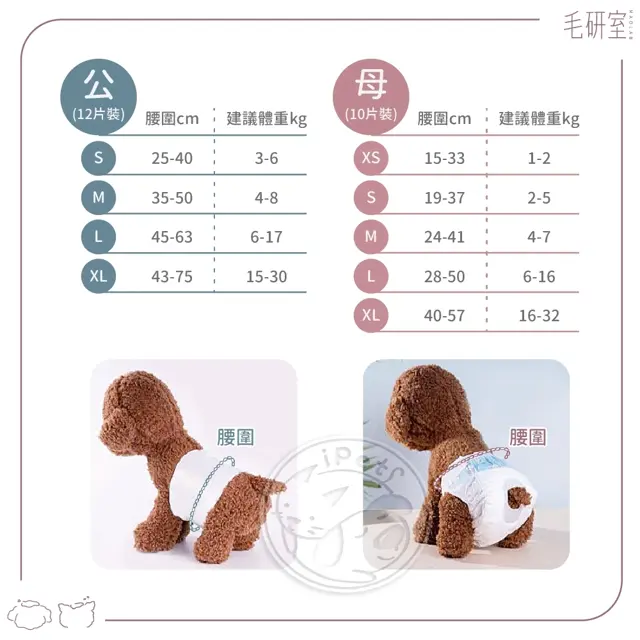 毛研室
MAOLAB
公
(12片裝)
腰圍cm
建議體重kg
S
25-40
3-6
M
35-50
4-8
L
45-63
6-17
XL
43-75
15-30
母
(10片裝)
腰圍cm
建議體重kg
XS
15-33
1-2
S
19-37
2-5
M
24-41
4-7
L
28-50
6-16
XL
40-57
16-32
腰圍
腰圍
ipets